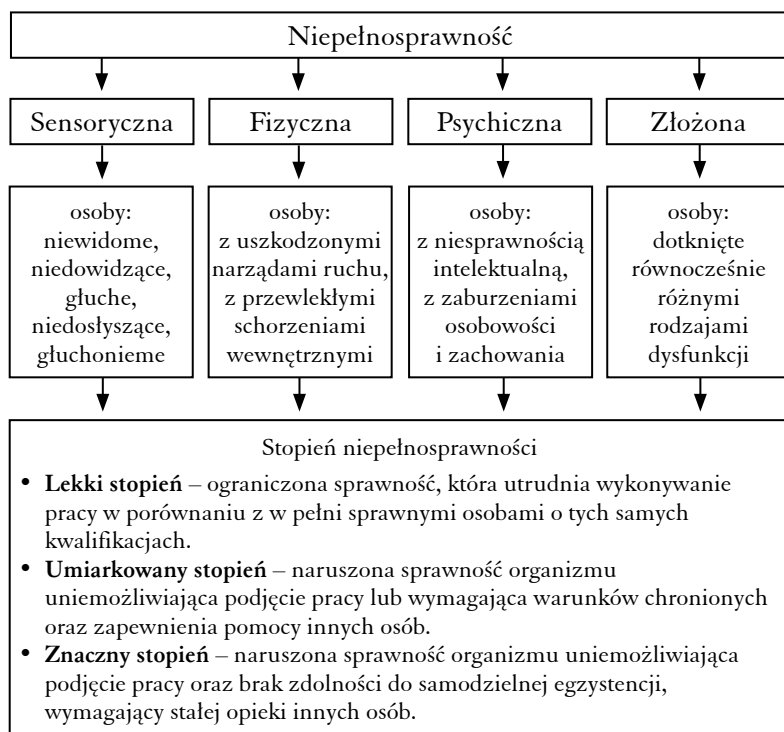 Niepełnosprawność
Sensoryczna
Fizyczna
Psychiczna
Złożona
osoby:
niewidome,
niedowidzące,
głuche,
niedosłyszące,
głuchonieme
osoby:
z uszkodzonymi
narządami ruchu,
z przewlekłymi
schorzeniami
wewnętrznymi
osoby:
z niesprawnością
intelektualną,
z zaburzeniami
osobowości
i zachowania
osoby:
dotknięte
równocześnie
różnymi
rodzajami
dysfunkcji
Stopień niepełnosprawności
• Lekki stopień – ograniczona sprawność, która utrudnia wykonywanie
pracy w porównaniu z w pełni sprawnymi osobami o tych samych
kwalifikacjach.
• Umiarkowany stopień – naruszona sprawność organizmu
uniemożliwiająca podjęcie pracy lub wymagająca warunków chronionych
oraz zapewnienia pomocy innych osób.
• Znaczny stopień – naruszona sprawność organizmu uniemożliwiająca
podjęcie pracy oraz brak zdolności do samodzielnej egzystencji,
wymagający stałej opieki innych osób.